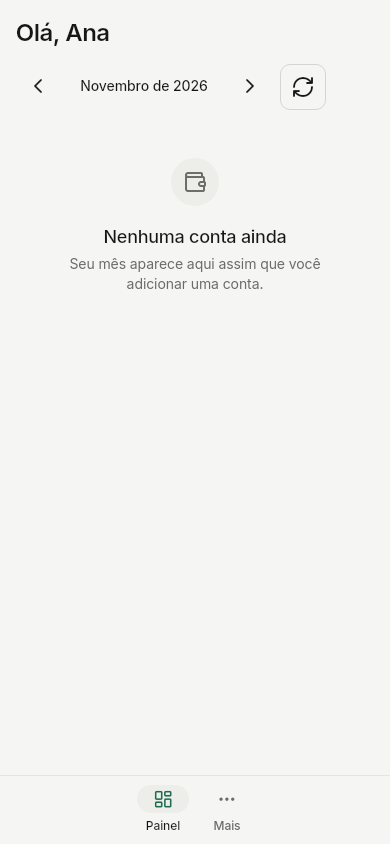 Olá, Ana
Novembro de 2026
Nenhuma conta ainda
Seu mês aparece aqui assim que você
adicionar uma conta.
Painel
Mais